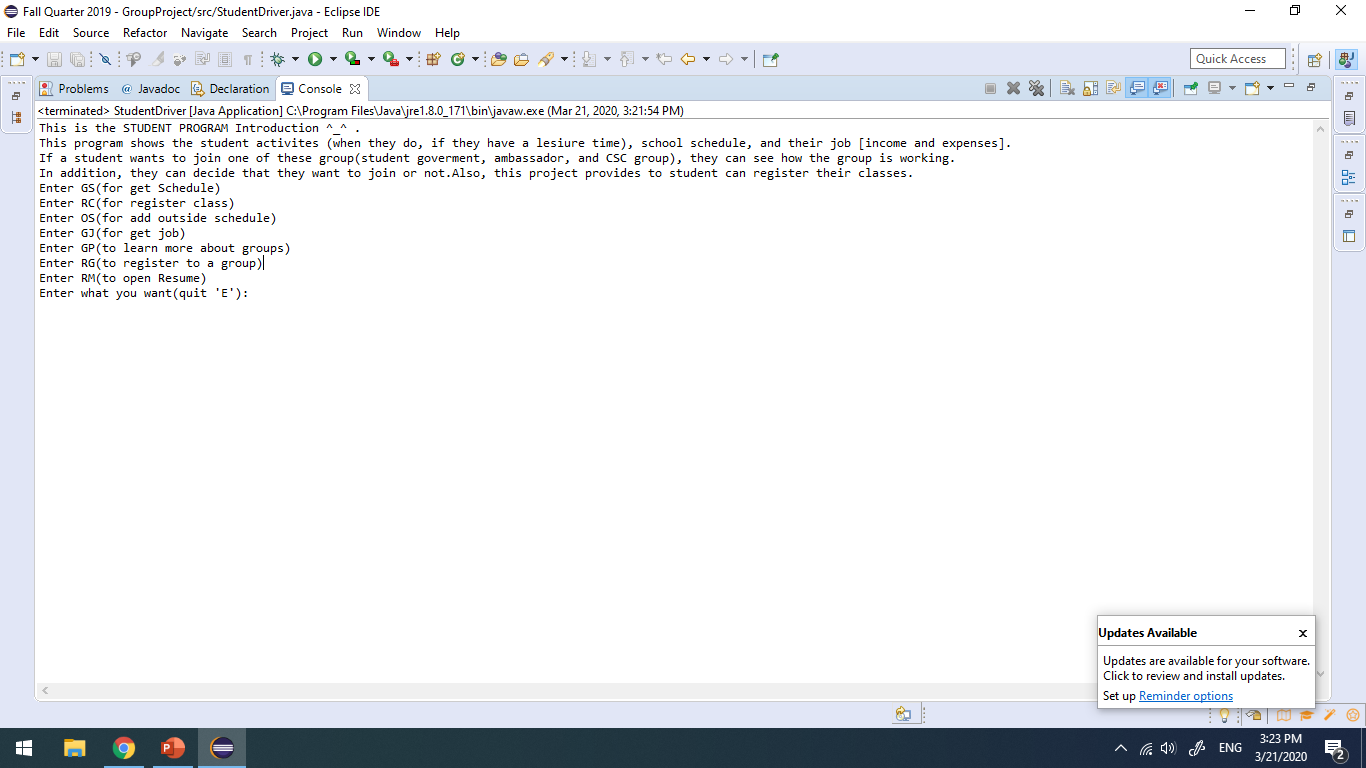 Fall Quarter 2019 - GroupProject/src/StudentDriver.java - Eclipse IDE
File Edit Source Refactor Navigate Search Project Run Window Help
Quick Access
Problems @ Javadoc Declaration Console
<terminated> StudentDriver [Java Application] C:\Program Files\Java\jre1.8.0_171\bin\javaw.exe (Mar 21, 2020, 3:21:54 PM)
This is the STUDENT PROGRAM Introduction ^_^ .
This program shows the student activites (when they do, if they have a lesiure time), school schedule, and their job [income and expenses].
If a student wants to join one of these group(student goverment, ambassador, and CSC group), they can see how the group is working.
In addition, they can decide that they want to join or not.Also, this project provides to student can register their classes.
Enter GS(for get Schedule)
Enter RC(for register class)
Enter OS(for add outside schedule)
Enter GJ(for get job)
Enter GP(to learn more about groups)
Enter RG(to register to a group)
Enter RM(to open Resume)
Enter what you want(quit 'E'):
Updates Available x
Updates are available for your software.
Click to review and install updates.
Set up Reminder options
ENG
3:23 PM
3/21/2020
2